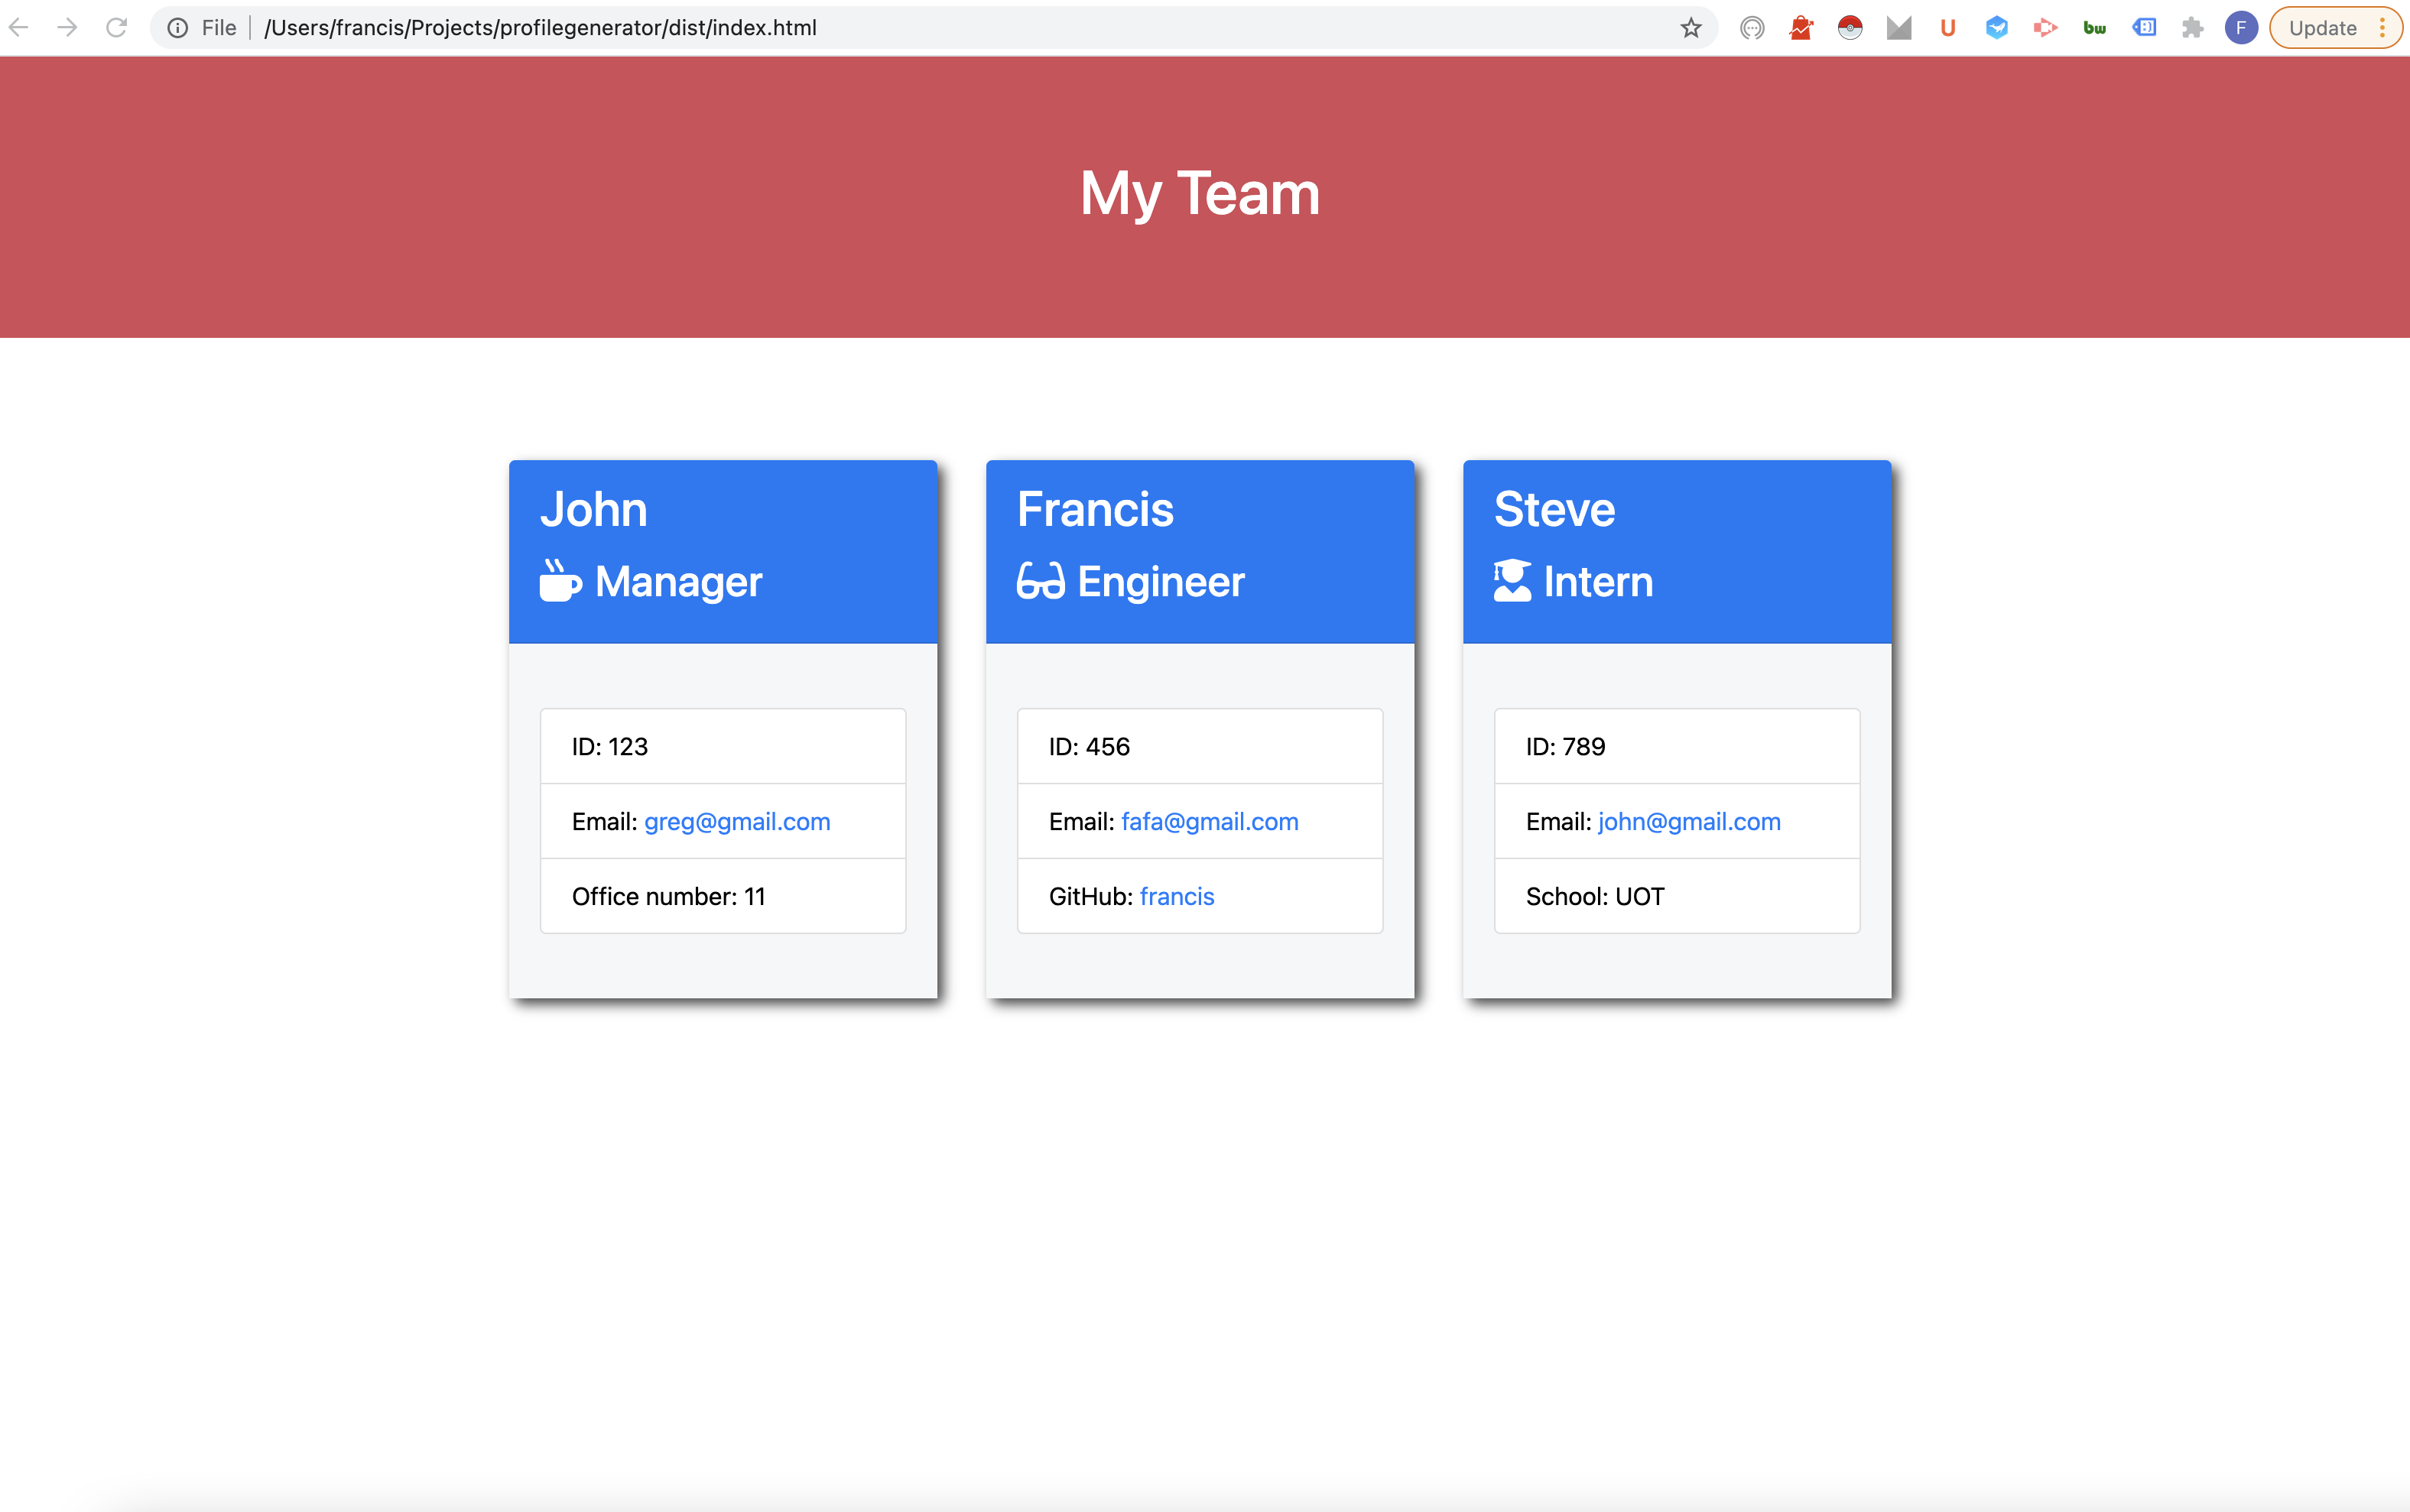 File /Users/francis/Projects/profilegenerator/dist/index.html U bw F Update
My Team
John
Manager
ID: 123
Email: greg@gmail.com
Office number: 11
Francis
Engineer
ID: 456
Email: fafa@gmail.com
GitHub: francis
Steve
Intern
ID: 789
Email: john@gmail.com
School: UOT